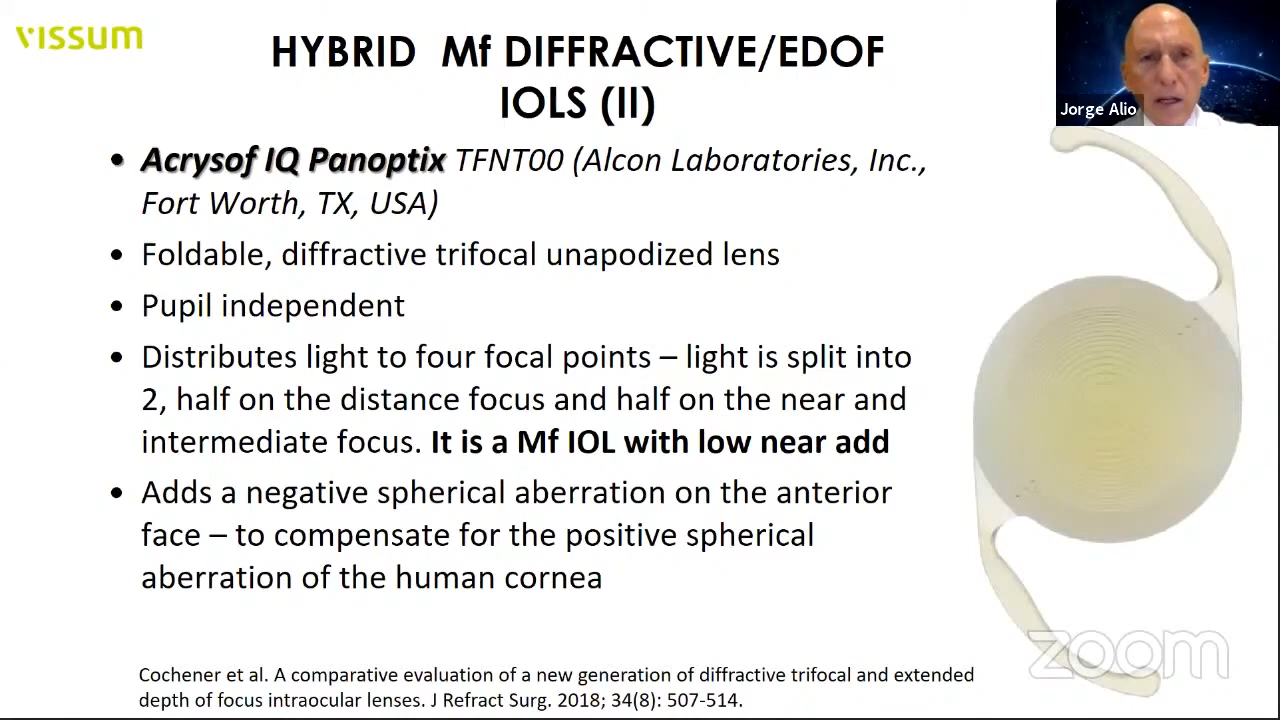 vissum
HYBRID Mf DIFFRACTIVE/EDOF
IOLS (II)
Jorge Alio
• Acrysof IQ Panoptix TFNT00 (Alcon Laboratories, Inc.,
Fort Worth, TX, USA)
• Foldable, diffractive trifocal unapodized lens
• Pupil independent
• Distributes light to four focal points – light is split into
2, half on the distance focus and half on the near and
intermediate focus. It is a Mf IOL with low near add
• Adds a negative spherical aberration on the anterior
face – to compensate for the positive spherical
aberration of the human cornea
zoom
Cochener et al. A comparative evaluation of a new generation of diffractive trifocal and extended
depth of focus intraocular lenses. J Refract Surg. 2018; 34(8): 507-514.